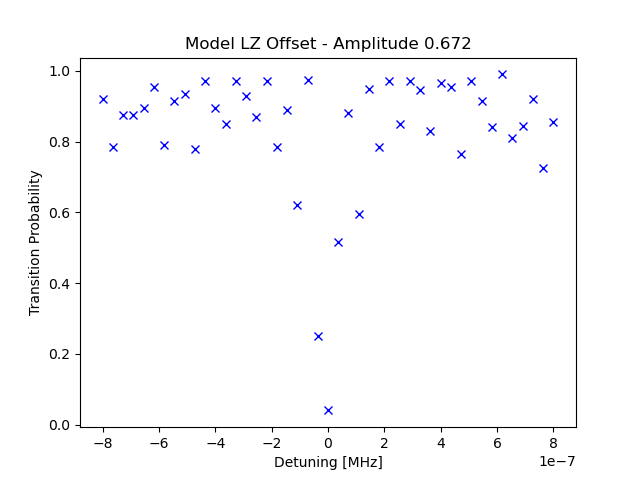 Model LZ Offset - Amplitude 0.672
Transition Probability
1.0
0.8
0.6
0.4
0.2
0.0
−8 −6 −4 −2 0 2 4 6 8
1e−7
Detuning [MHz]